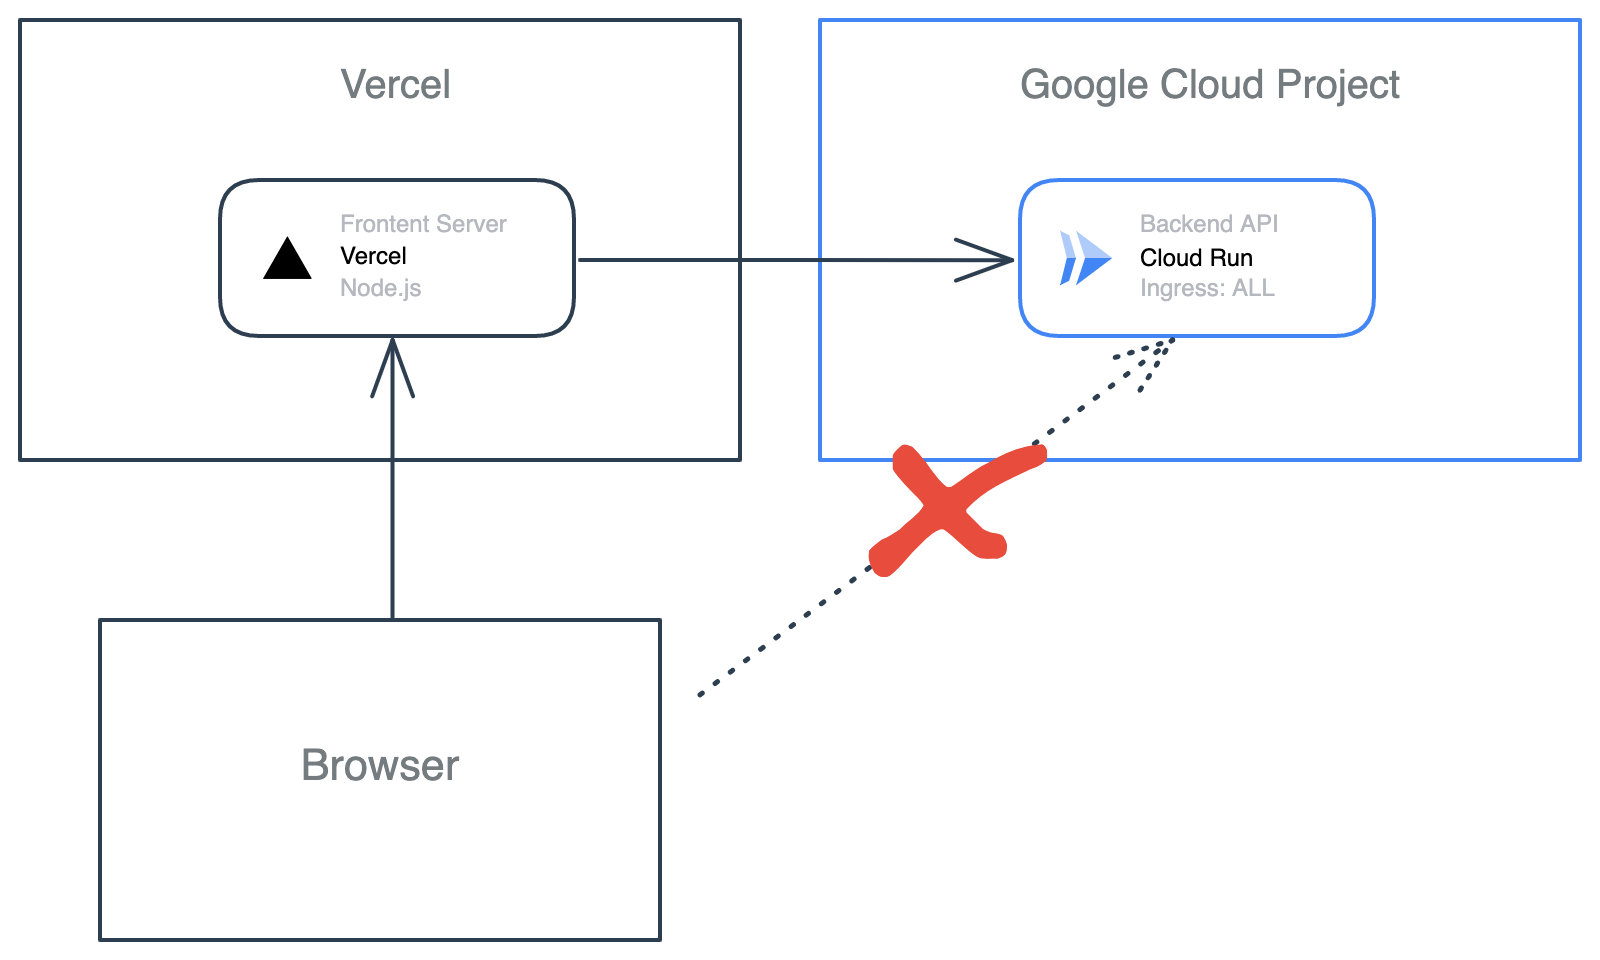 Vercel
Frontent Server
Vercel
Node.js
Google Cloud Project
Backend API
Cloud Run
Ingress: ALL
Browser